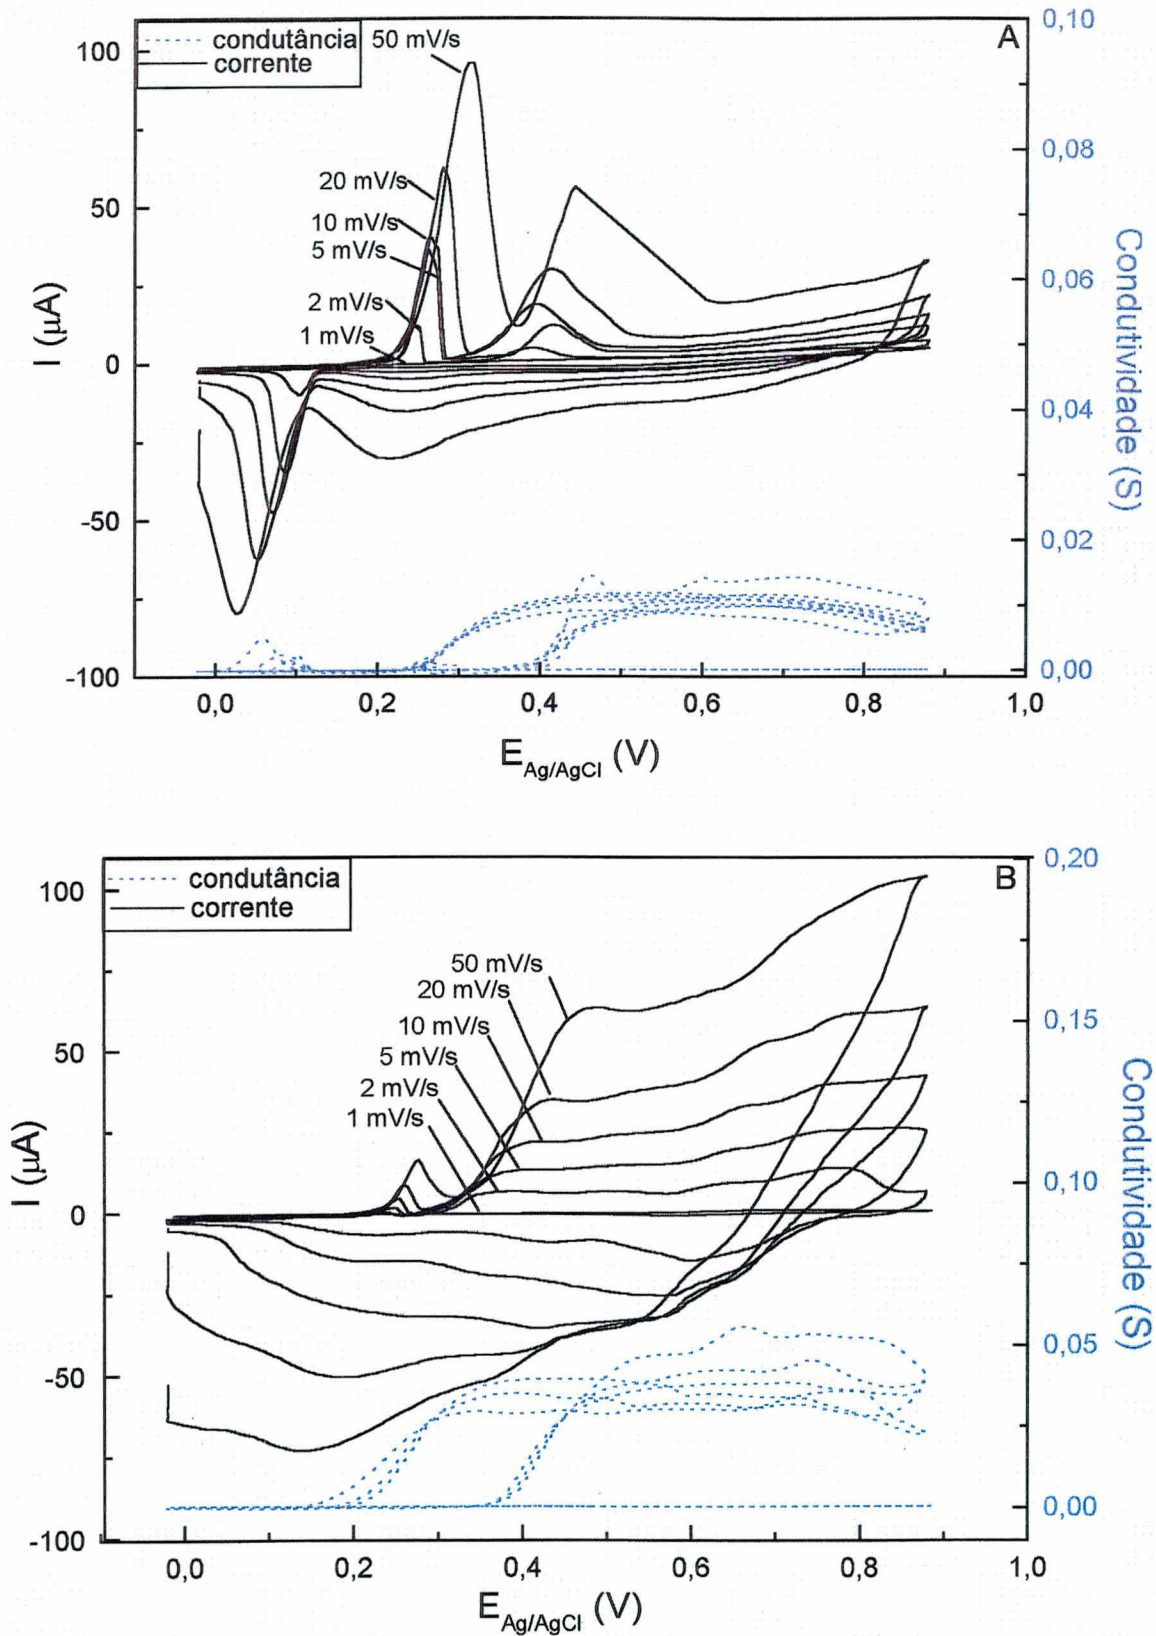 condutância
corrente
50 mV/s
A
20 mV/s
10 mV/s
5 mV/s
2 mV/s
1 mV/s
100
50
0
-50
-100
I (µA)
0,10
0,08
0,06
0,04
0,02
0,00
Condutividade (S)
0,0 0,2 0,4 0,6 0,8 1,0
E Ag/AgCl (V)
condutância
corrente
B
50 mV/s
20 mV/s
10 mV/s
5 mV/s
2 mV/s
1 mV/s
100
50
0
-50
-100
I (µA)
0,20
0,15
0,10
0,05
0,00
Condutividade (S)
0,0 0,2 0,4 0,6 0,8 1,0
E Ag/AgCl (V)